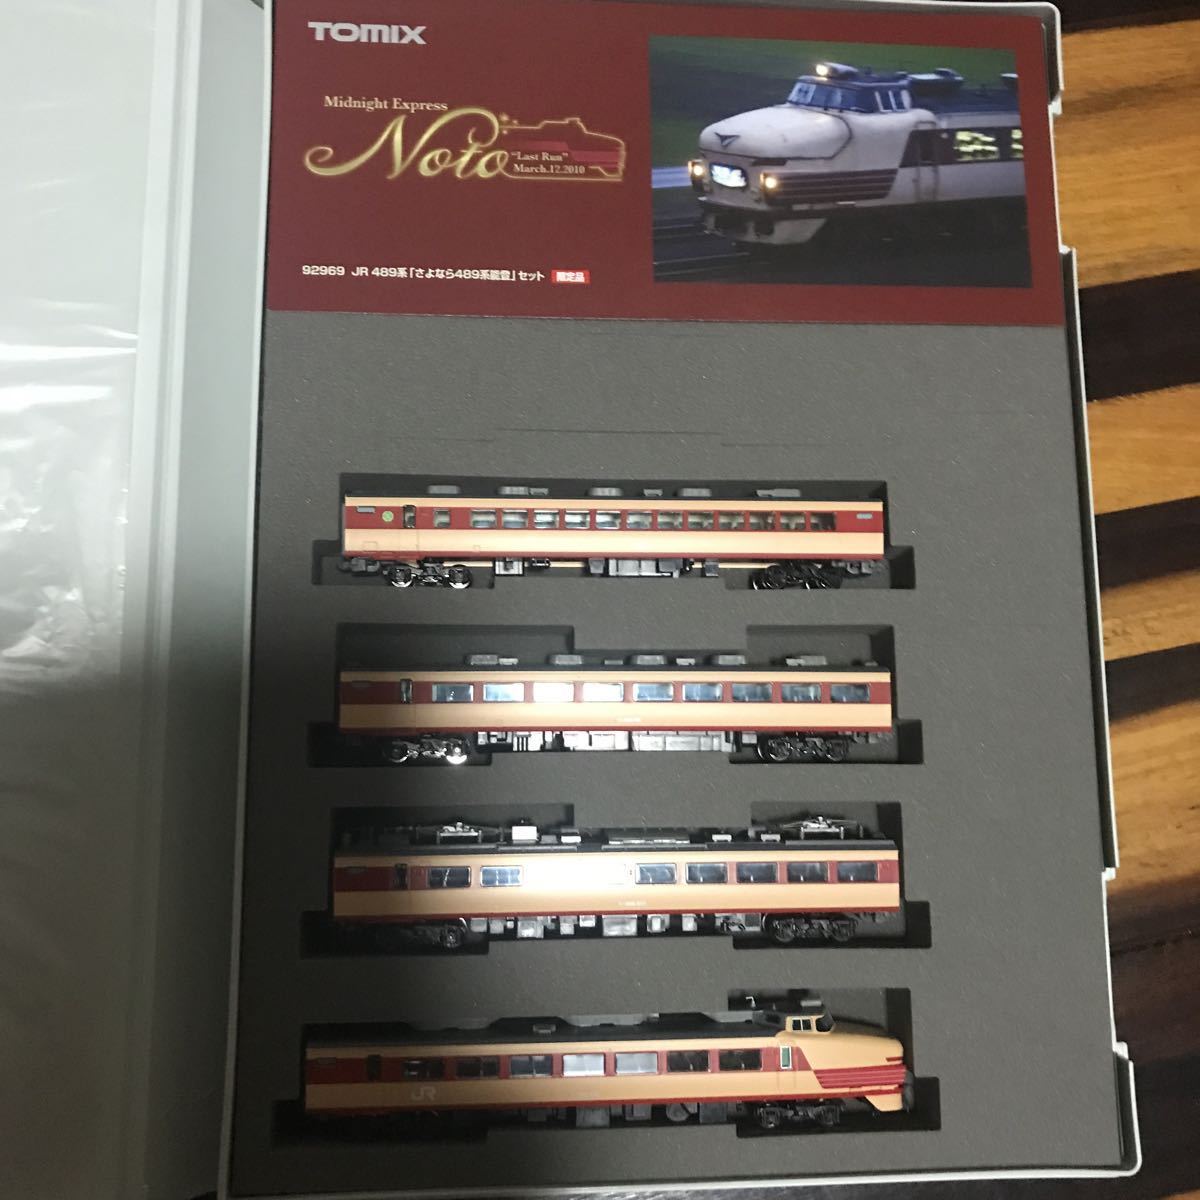 TOMIX
Midnight Express
Noto
"Last Run"
March.12.2010
92969 JR 489系「さよなら489系能登」セット 限定品
JR